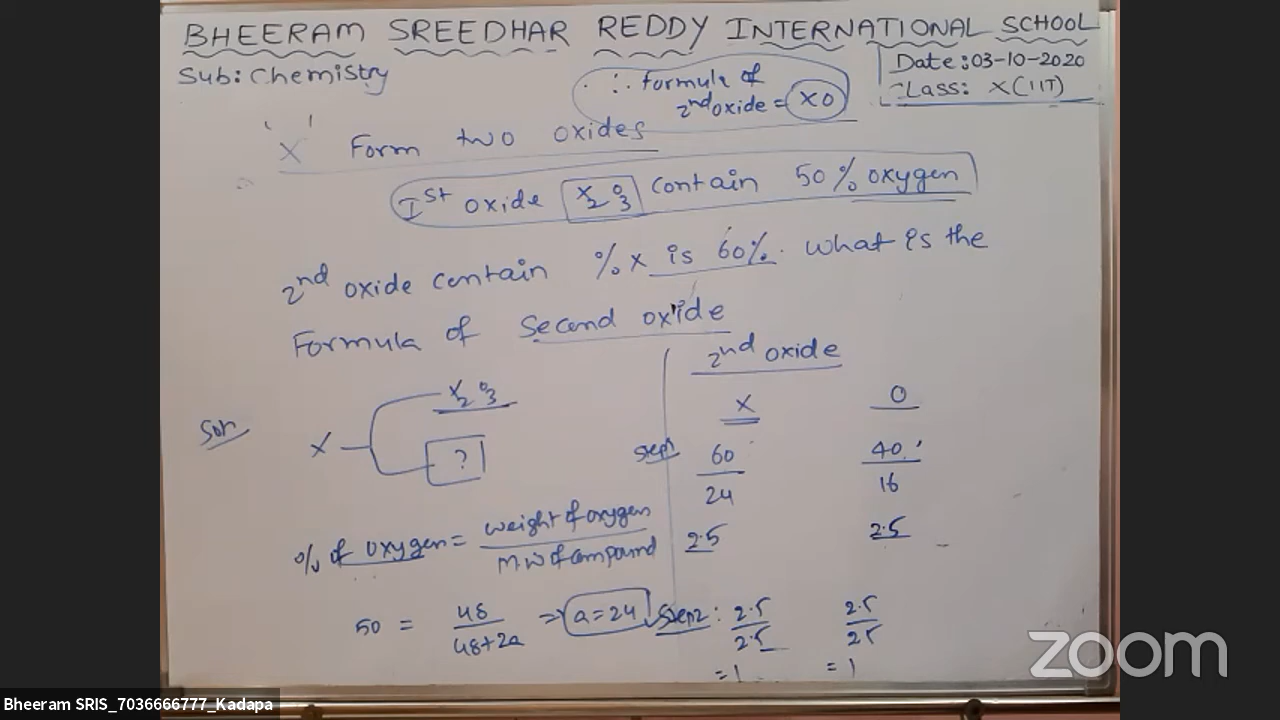 BHEERAM SREEDHAR REDDY INTERNATIONAL SCHOOL
Sub: Chemistry
Date: 03-10-2020
Class: X(IIT)
∴ formula of
2nd oxide = XO
'X' Form two oxides
Ist oxide X2O3 contain 50% oxygen
2nd oxide contain % X is 60%. What is the
Formula of Second oxide
Sol
X
X2O3
?
% of oxygen = weight of oxygen / M.W of compound
50 = 48 / 48+2a ⇒ a = 24
2nd oxide
X O
Step1 60/24 40/16
2.5 2.5
Step2: 2.5/2.5 2.5/25
=1 =1
zoom
Bheeram SRIS_7036666777_Kadapa